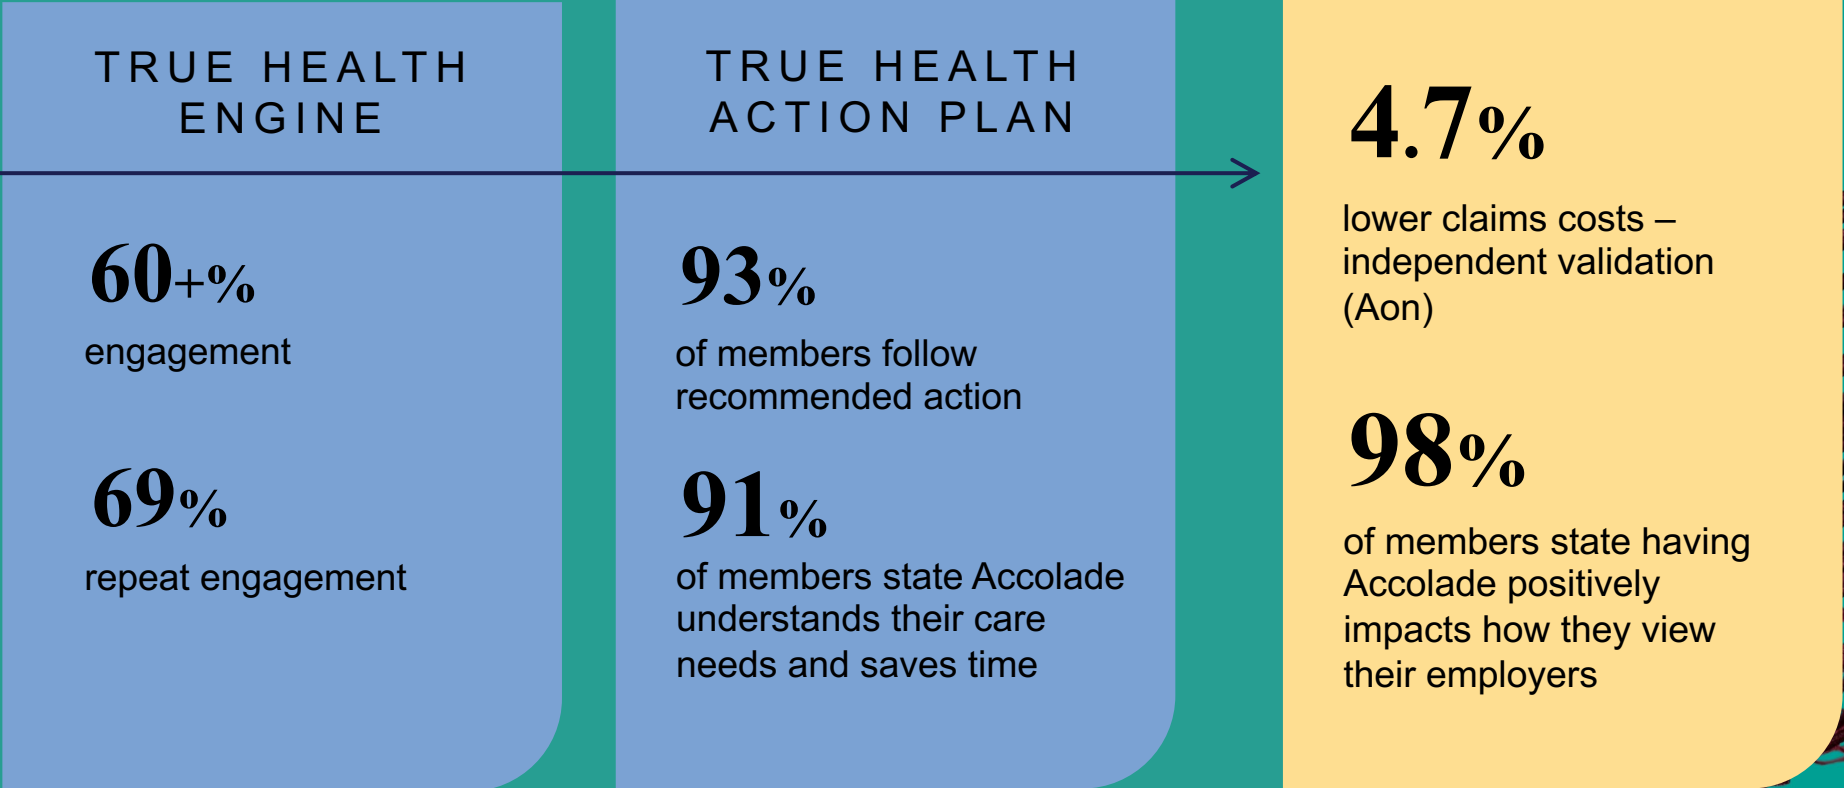 TRUE HEALTH
ENGINE
60+%
engagement
69%
repeat engagement
TRUE HEALTH
ACTION PLAN
93%
of members follow
recommended action
91%
of members state Accolade
understands their care
needs and saves time
4.7%
lower claims costs –
independent validation
(Aon)
98%
of members state having
Accolade positively
impacts how they view
their employers